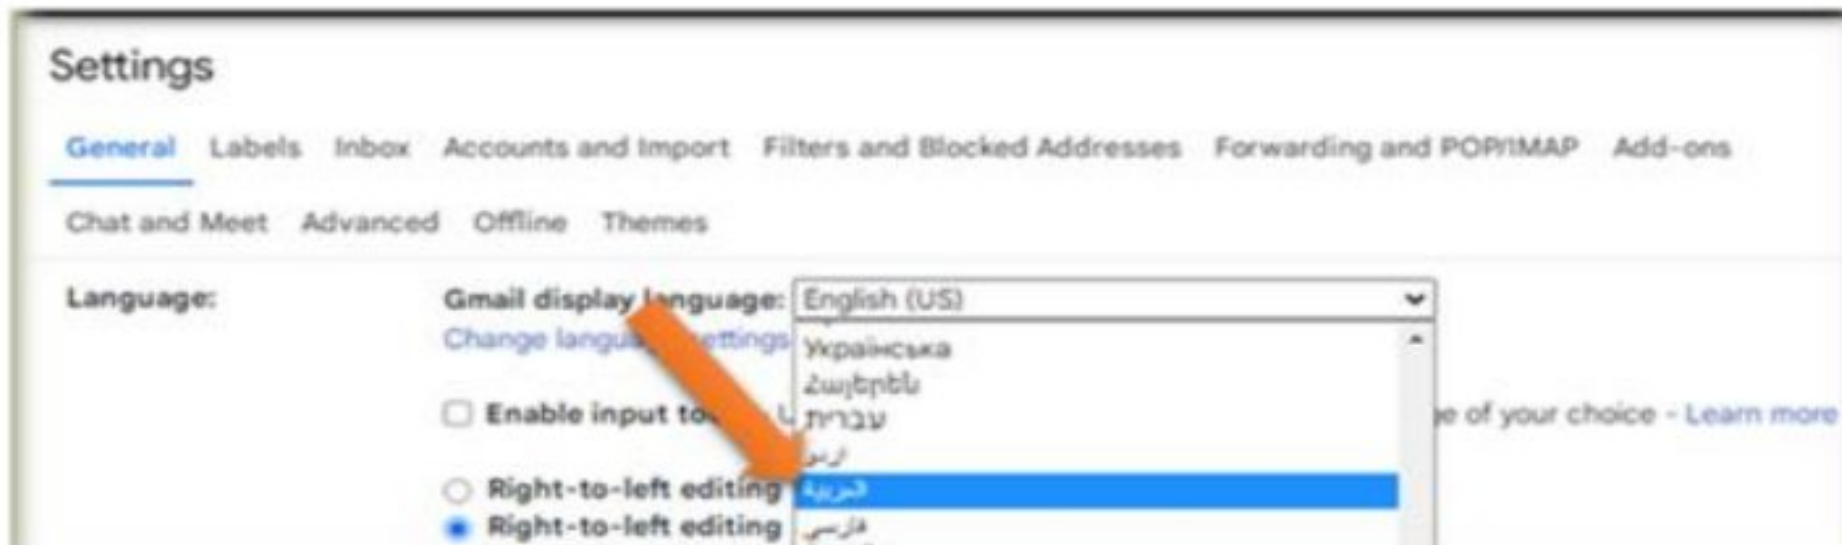 Settings
General Labels Inbox Accounts and Import Filters and Blocked Addresses Forwarding and POP/IMAP Add-ons
Chat and Meet Advanced Offline Themes
Language: Gmail display language: English (US)
Change settings
Українська
Հայերեն
Enable input עברית of your choice - Learn more
اردو
Right-to-left editing العربية
Right-to-left editing فارسی